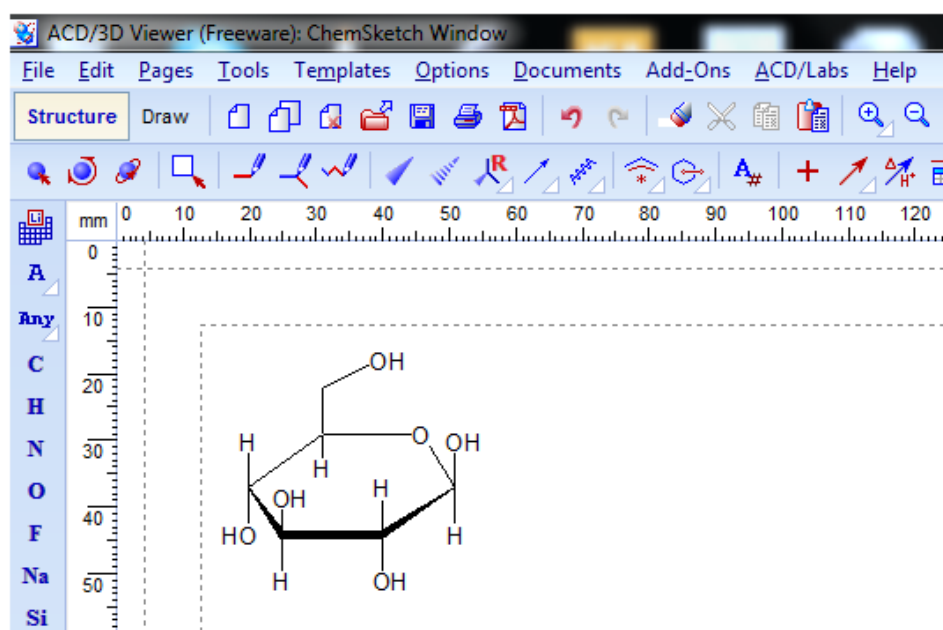 ACD/3D Viewer (Freeware): ChemSketch Window
File Edit Pages Tools Templates Options Documents Add-Ons ACD/Labs Help
Structure Draw
R A# Δ H+
Li mm 0 10 20 30 40 50 60 70 80 90 100 110 120
0
A
Any 10
C
20
H
N 30
O
40
F
Na 50
Si
OH
O
H OH
H
OH H
HO H
H OH